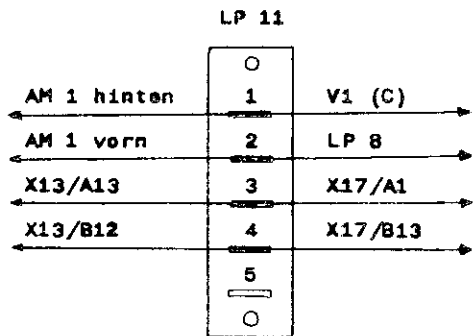 LP 11
AM 1 hinten 1 V1 (C)
AM 1 vorn 2 LP 8
X13/A13 3 X17/A1
X13/B12 4 X17/B13
5